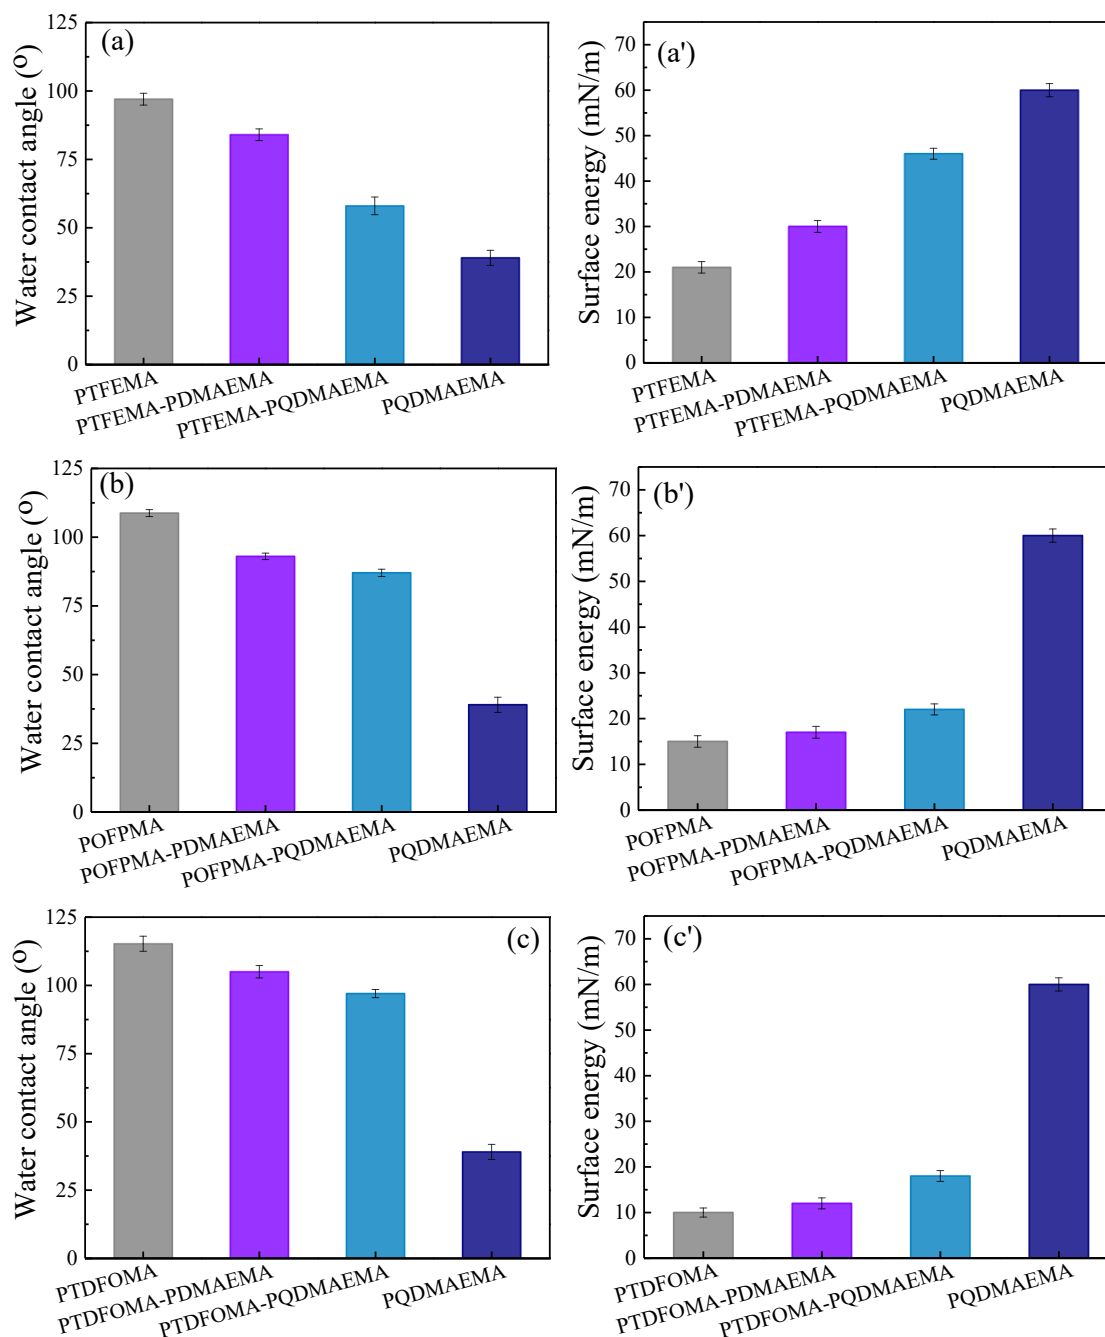 (a)
Water contact angle (°)
125
100
75
50
25
0
PTFEMA
PTFEMA-PDMAEMA
PTFEMA-PQDMAEMA
PQDMAEMA
(a')
Surface energy (mN/m)
70
60
50
40
30
20
10
0
PTFEMA
PTFEMA-PDMAEMA
PTFEMA-PQDMAEMA
PQDMAEMA
(b)
Water contact angle (°)
125
100
75
50
25
0
POFPMA
POFPMA-PDMAEMA
POFPMA-PQDMAEMA
PQDMAEMA
(b')
Surface energy (mN/m)
70
60
50
40
30
20
10
0
POFPMA
POFPMA-PDMAEMA
POFPMA-PQDMAEMA
PQDMAEMA
(c)
Water contact angle (°)
125
100
75
50
25
0
PTDFOMA
PTDFOMA-PDMAEMA
PTDFOMA-PQDMAEMA
PQDMAEMA
(c')
Surface energy (mN/m)
70
60
50
40
30
20
10
0
PTDFOMA
PTDFOMA-PDMAEMA
PTDFOMA-PQDMAEMA
PQDMAEMA